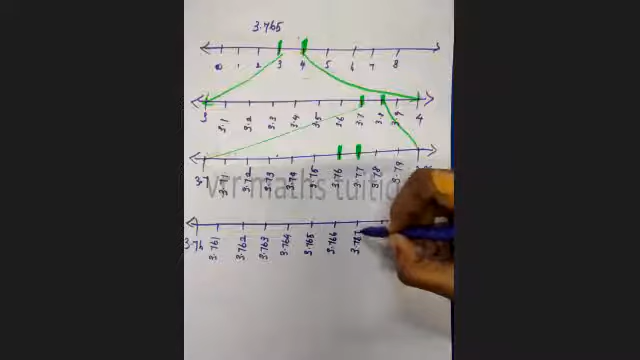 3.765
0 1 2 3 4 5 6 7 8
3 3.1 3.2 3.3 3.4 3.5 3.6 3.7 3.8 3.9 4
3.7 3.71 3.72 3.73 3.74 3.75 3.76 3.77 3.78 3.79
vvr maths tuition
3.76 3.761 3.762 3.763 3.764 3.765 3.766 3.767